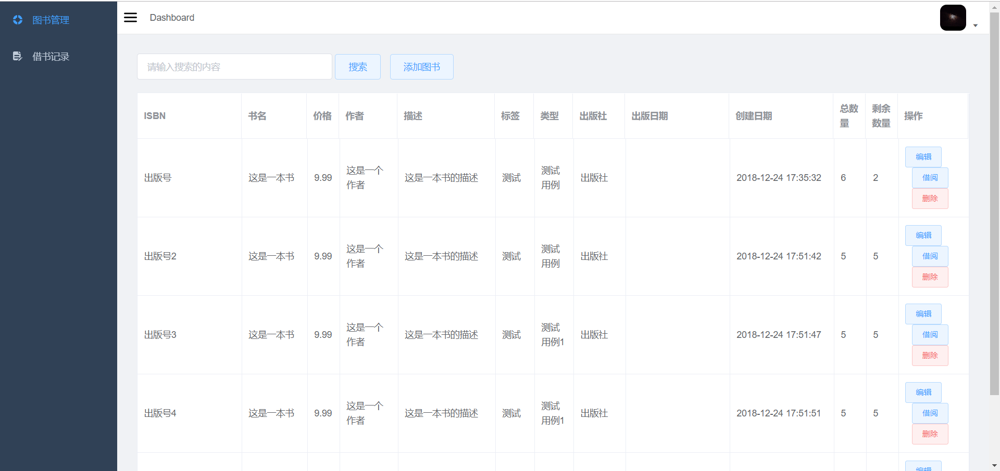 图书管理
借书记录
Dashboard
请输入搜索的内容 搜索 添加图书
ISBN 书名 价格 作者 描述 标签 类型 出版社 出版日期 创建日期 总数量 剩余数量 操作
出版号 这是一本书 9.99 这是一个作者 这是一本书的描述 测试 测试用例 出版社 2018-12-24 17:35:32 6 2 编辑 借阅 删除
出版号2 这是一本书 9.99 这是一个作者 这是一本书的描述 测试 测试用例 出版社 2018-12-24 17:51:42 5 5 编辑 借阅 删除
出版号3 这是一本书 9.99 这是一个作者 这是一本书的描述 测试 测试用例1 出版社 2018-12-24 17:51:47 5 5 编辑 借阅 删除
出版号4 这是一本书 9.99 这是一个作者 这是一本书的描述 测试 测试用例1 出版社 2018-12-24 17:51:51 5 5 编辑 借阅 删除
编辑